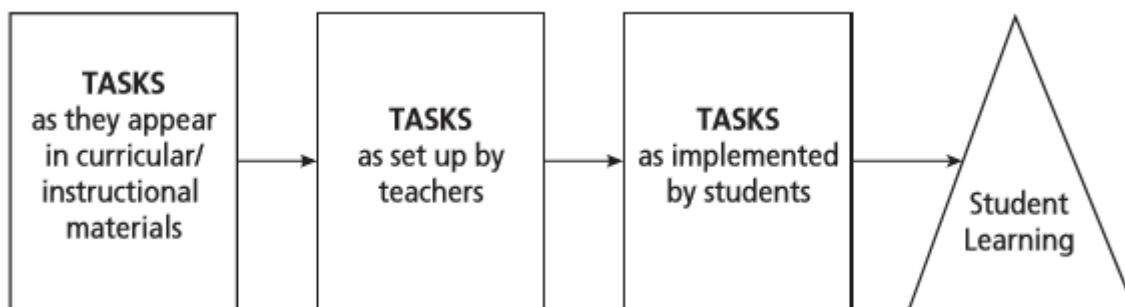 TASKS
as they appear
in curricular/
instructional
materials
TASKS
as set up by
teachers
TASKS
as implemented
by students
Student
Learning